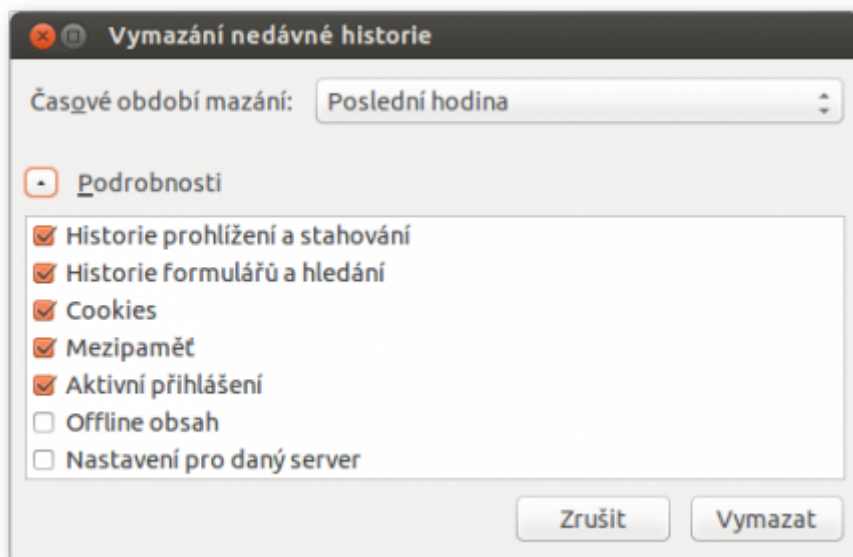 Vymazání nedávné historie
Časové období mazání: Poslední hodina
Podrobnosti
Historie prohlížení a stahování
Historie formulářů a hledání
Cookies
Mezipaměť
Aktivní přihlášení
Offline obsah
Nastavení pro daný server
Zrušit Vymazat